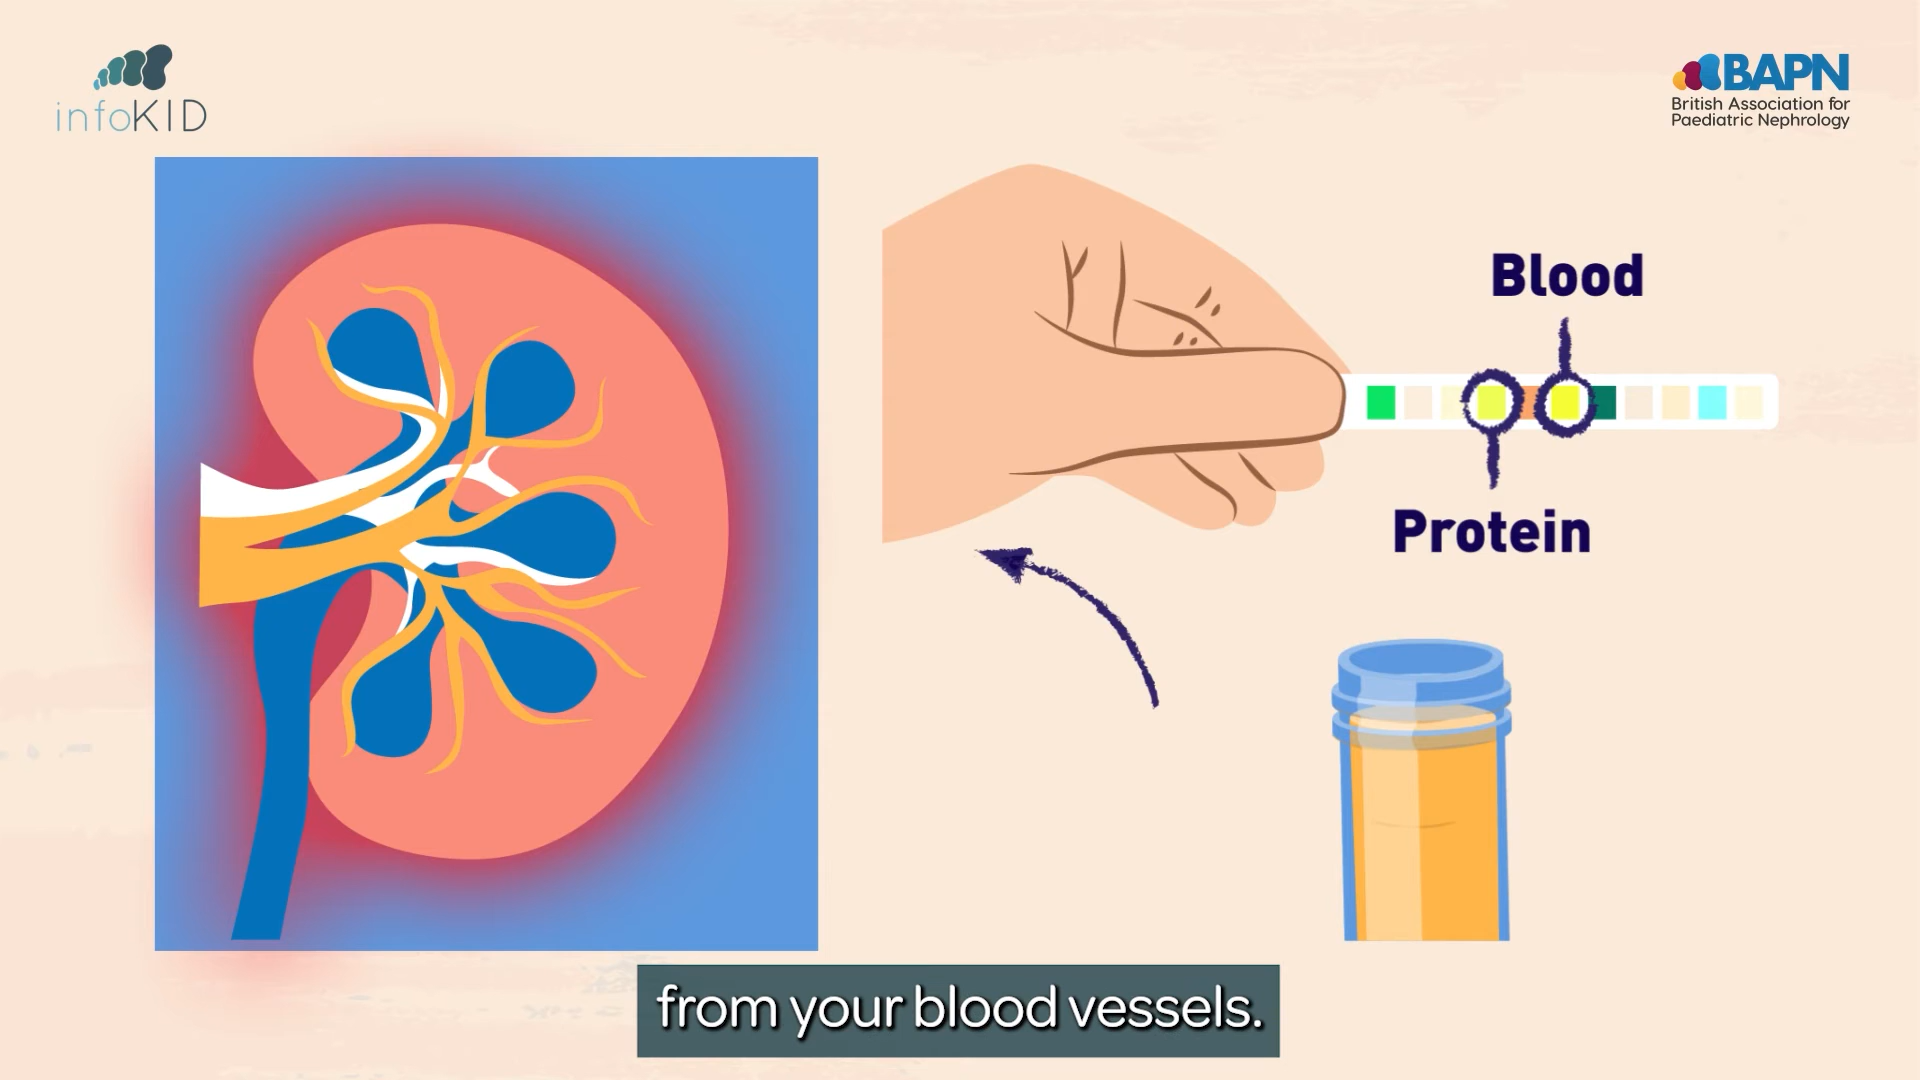 infoKID
BAPN
British Association for
Paediatric Nephrology
Blood
Protein
from your blood vessels.